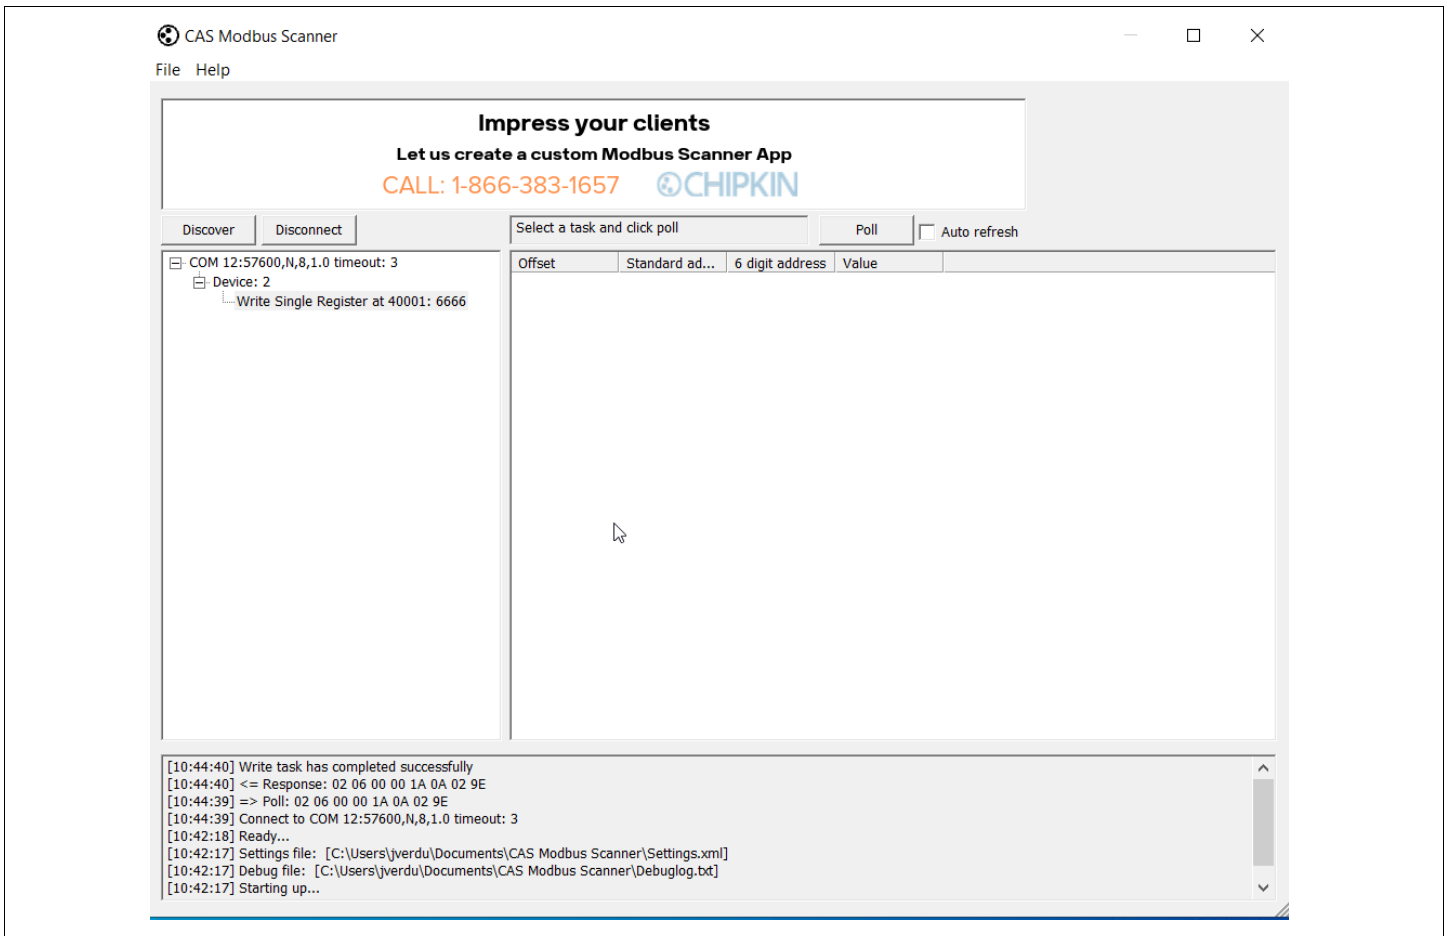 CAS Modbus Scanner
File Help
Impress your clients
Let us create a custom Modbus Scanner App
CALL: 1-866-383-1657 CHIPKIN
Discover Disconnect Select a task and click poll Poll Auto refresh
COM 12:57600,N,8,1.0 timeout: 3
Device: 2
Write Single Register at 40001: 6666
Offset Standard ad... 6 digit address Value
[10:44:40] Write task has completed successfully
[10:44:40] <= Response: 02 06 00 00 1A 0A 02 9E
[10:44:39] => Poll: 02 06 00 00 1A 0A 02 9E
[10:44:39] Connect to COM 12:57600,N,8,1.0 timeout: 3
[10:42:18] Ready...
[10:42:17] Settings file:  [C:\Users\jverdu\Documents\CAS Modbus Scanner\Settings.xml]
[10:42:17] Debug file:  [C:\Users\jverdu\Documents\CAS Modbus Scanner\Debuglog.txt]
[10:42:17] Starting up...